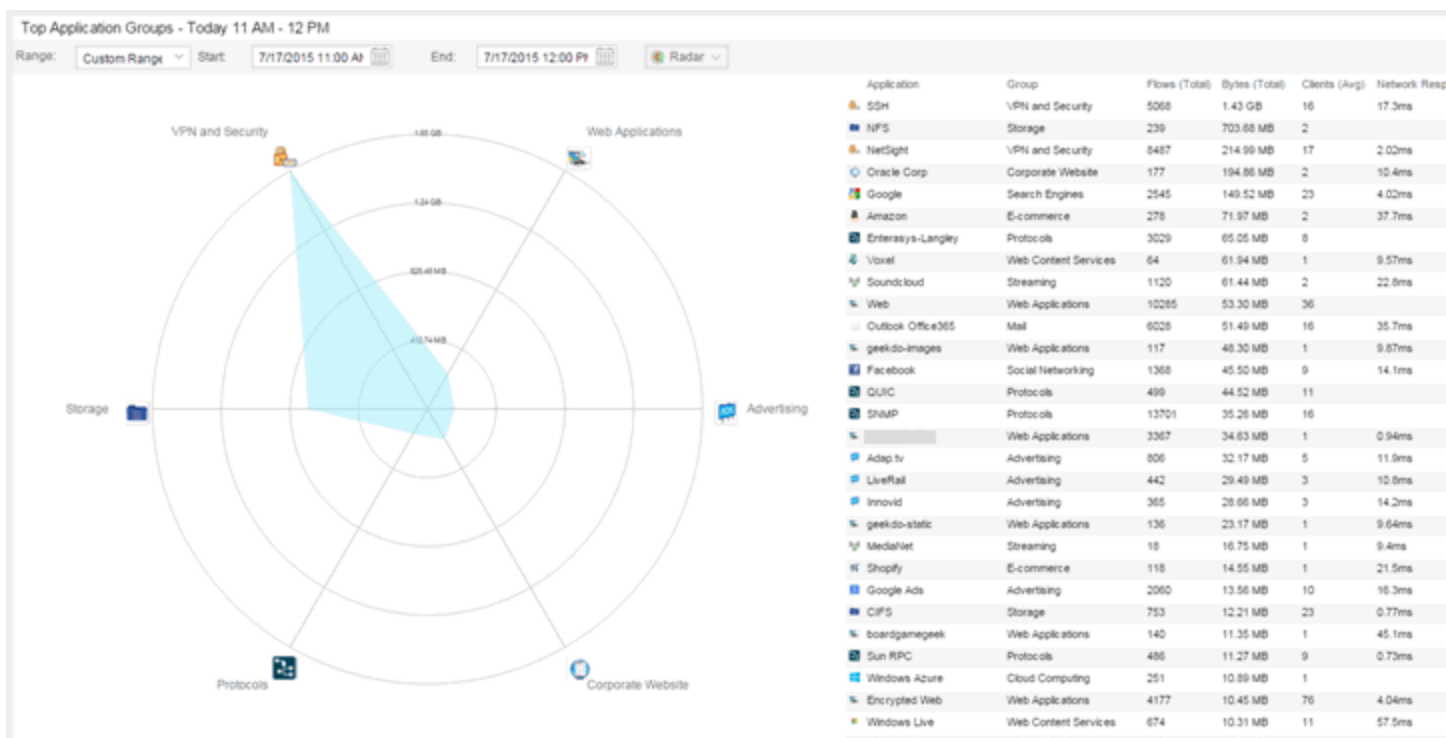 Top Application Groups - Today 11 AM - 12 PM
Range: Custom Range Start: 7/17/2015 11:00 AM End: 7/17/2015 12:00 PM Radar
VPN and Security
Web Applications
Storage
Advertising
Protocols
Corporate Website
1.24 GB
Application Group Flows (Total) Bytes (Total) Clients (Avg) Network Resp
SSH VPN and Security 5068 1.43 GB 16 17.3ms
NFS Storage 239 703.68 MB 2
NetSight VPN and Security 8487 214.99 MB 17 2.02ms
Oracle Corp Corporate Website 177 194.86 MB 2 10.4ms
Google Search Engines 2545 149.52 MB 23 4.02ms
Amazon E-commerce 278 71.97 MB 2 37.7ms
Enterasys-Langley Protocols 3029 65.05 MB 8
Voxel Web Content Services 64 61.94 MB 1 9.57ms
Soundcloud Streaming 1120 61.44 MB 2 22.8ms
Web Web Applications 10285 53.30 MB 36
Outlook Office365 Mail 6028 51.49 MB 16 35.7ms
geekdo-images Web Applications 117 48.30 MB 1 9.87ms
Facebook Social Networking 1368 45.50 MB 9 14.1ms
QUIC Protocols 499 44.52 MB 11
SNMP Protocols 13701 35.26 MB 16
Web Applications 3367 34.63 MB 1 0.94ms
Adap.tv Advertising 806 32.17 MB 5 11.9ms
LiveRail Advertising 442 29.49 MB 3 10.8ms
Innovid Advertising 365 28.66 MB 3 14.2ms
geekdo-static Web Applications 136 23.17 MB 1 9.64ms
MediaNet Streaming 18 16.75 MB 1 9.4ms
Shopify E-commerce 118 14.55 MB 1 21.5ms
Google Ads Advertising 2060 13.56 MB 10 16.3ms
CIFS Storage 753 12.21 MB 23 0.77ms
boardgamegeek Web Applications 140 11.35 MB 1 45.1ms
Sun RPC Protocols 486 11.27 MB 9 0.73ms
Windows Azure Cloud Computing 251 10.89 MB 1
Encrypted Web Web Applications 4177 10.45 MB 76 4.04ms
Windows Live Web Content Services 674 10.31 MB 11 57.5ms